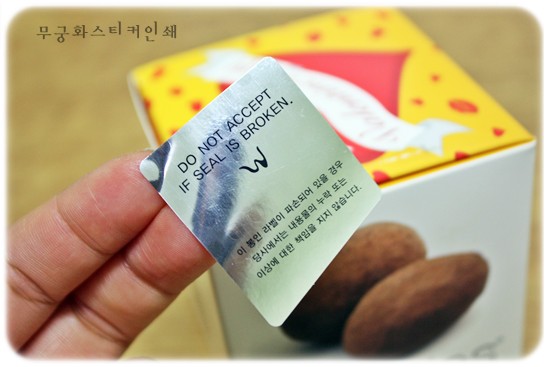 무궁화스티커인쇄
DO NOT ACCEPT
IF SEAL IS BROKEN.
W
이 봉인 라벨이 파손되어 있을 경우
당사에서는 내용물의 누락 또는
이상에 대한 책임을 지지 않습니다.